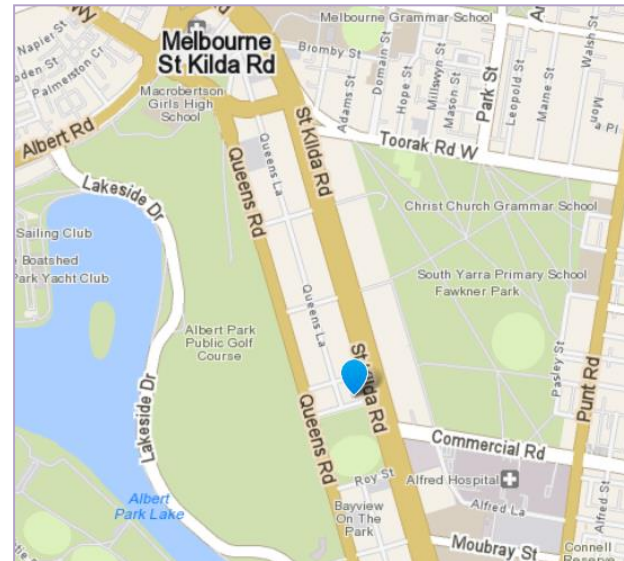 Napier St
Palmerston Cr
Albert Rd
Melbourne
St Kilda Rd
Macrobertson
Girls High
School
Melbourne Grammar School
Bromby St
Adams St
Domain St
Hope St
Millswyn St
Mason St
Park St
Leopold St
Marne St
Walsh St
Toorak Rd W
St Kilda Rd
Queens La
Queens Rd
Lakeside Dr
Sailing Club
Boatshed
Park Yacht Club
Christ Church Grammar School
South Yarra Primary School
Fawkner Park
Albert Park
Public Golf
Course
Queens La
Pasley St
Punt Rd
St Kilda Rd
Queens Rd
Lakeside Dr
Commercial Rd
Roy St
Alfred Hospital
Alfred La
Alfred St
Albert
Park Lake
Bayview
On The
Park
Moubray St
Connell
Reserve